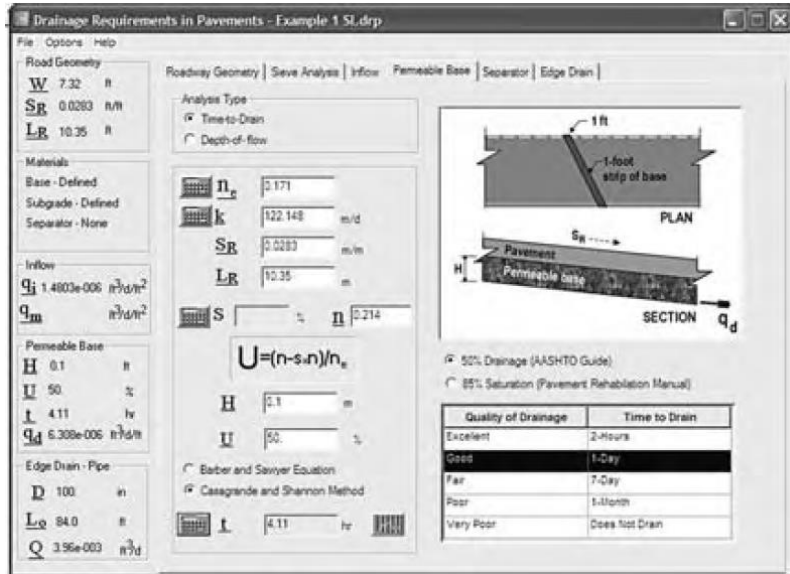 Drainage Requirements in Pavements - Example 1 SI.drp
File Options Help
Road Geometry
W 7.32 ft
SR 0.0283 ft/ft
LR 10.35 ft
Materials
Base - Defined
Subgrade - Defined
Separator - None
Inflow
qi 1.4803e-006 ft3/d/ft2
qm
Permeable Base
H 0.1 ft
U 50. %
t 4.11 hr
qd 6.308e-006 ft3/d/ft
Edge Drain - Pipe
D 100. in
Lo 84.0 ft
Q 3.96e-003 ft3/d
Roadway Geometry | Sieve Analysis | Inflow | Permeable Base | Separator | Edge Drain |
Analysis Type
Time-to-Drain
Depth-of- flow
ne 0.171
k 122.148 m/d
SR 0.0283 m/m
LR 10.35 m
S % n 0.214
U=(n-sxn)/ne
H 0.1 m
U 50. %
Barber and Sawyer Equation
Casagrande and Shannon Method
t 4.11 hr
1 ft
1-foot
strip of base
PLAN
SR
Pavement
H
Permeable base
SECTION
qd
50% Drainage (AASHTO Guide)
85% Saturation (Pavement Rehabilation Manual)
Quality of Drainage Time to Drain
Excellent 2-Hours
Good 1-Day
Fair 7-Day
Poor 1-Month
Very Poor Does Not Drain